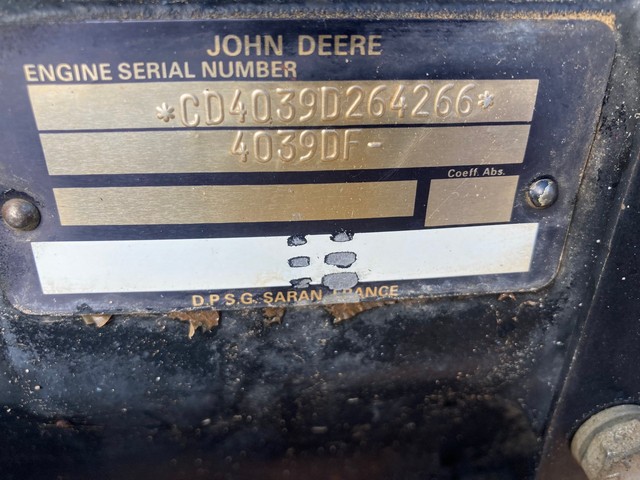 JOHN DEERE
ENGINE SERIAL NUMBER
*CD4039D264266*
4039DF-
Coeff. Abs.
D.P.S.G. SARAN FRANCE